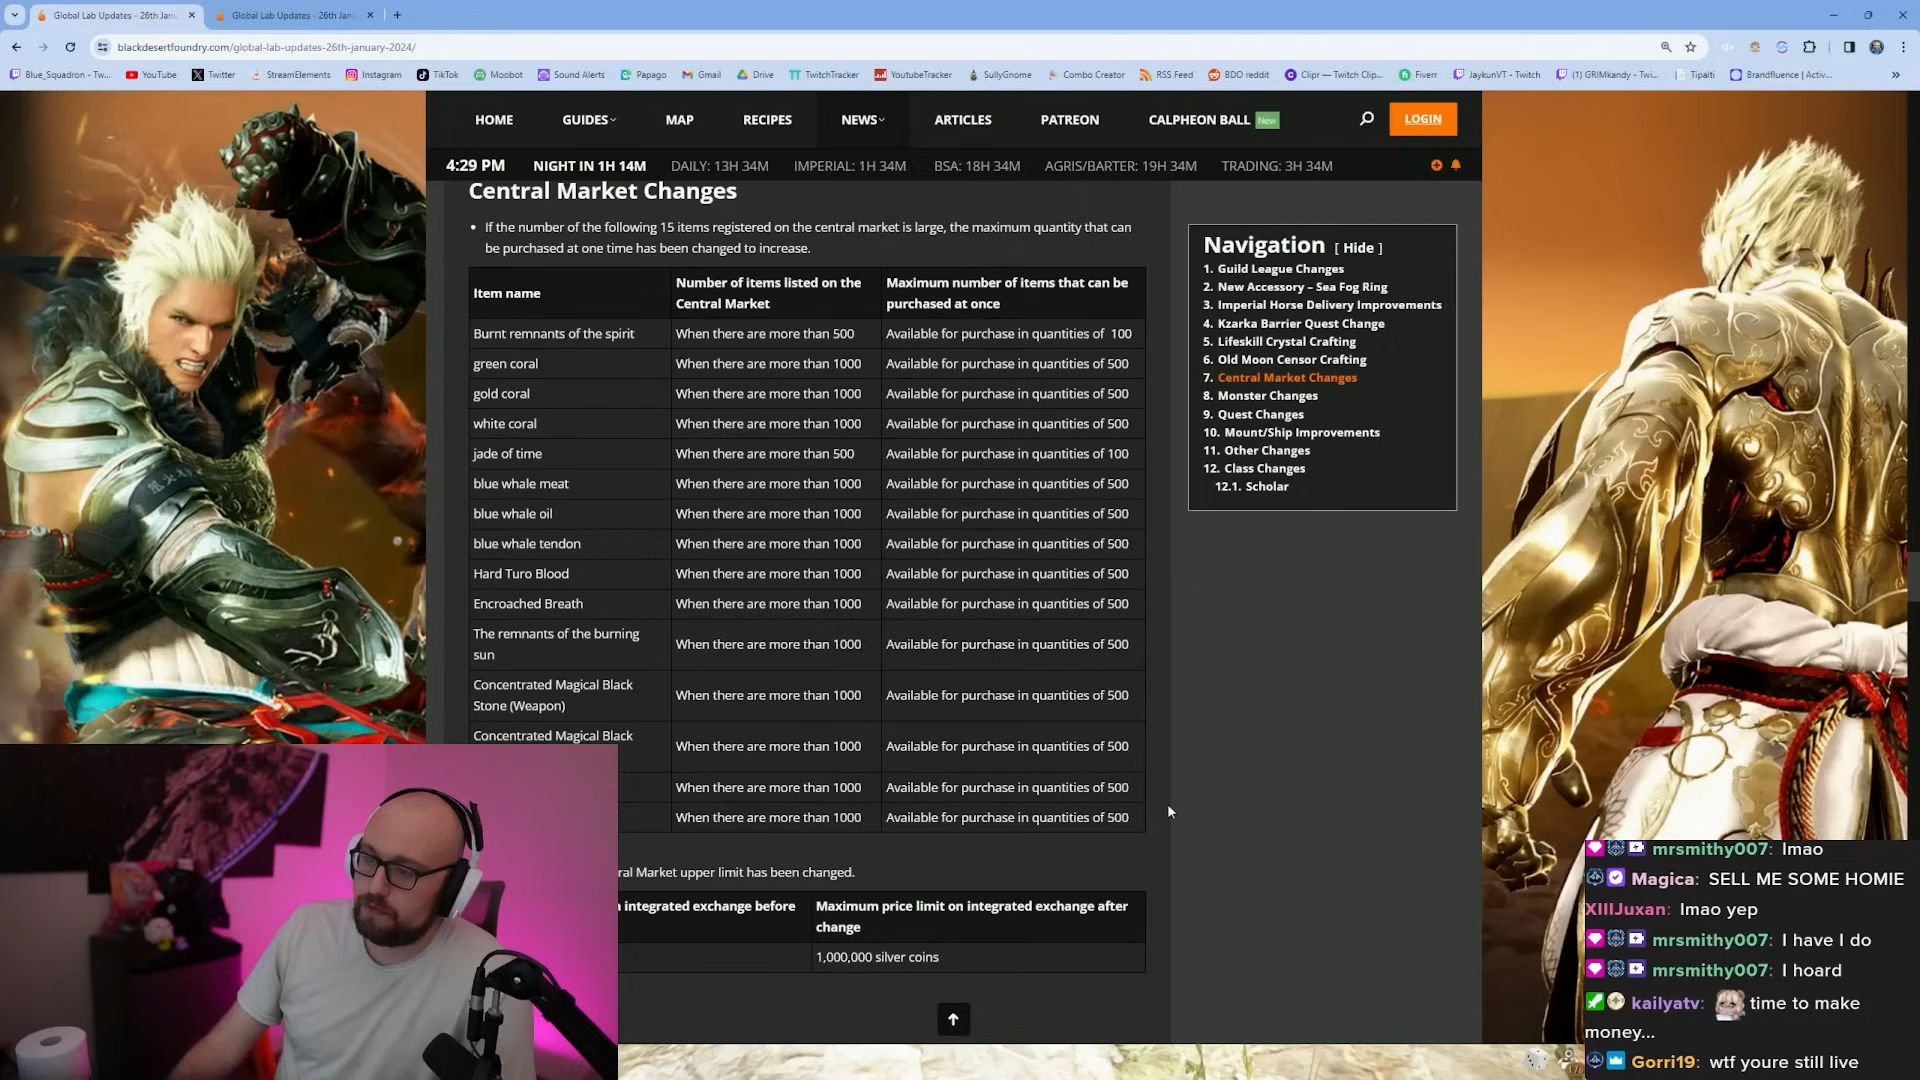 Global Lab Updates - 26th Janu
Global Lab Updates - 26th Janu
blackdesertfoundry.com/global-lab-updates-26th-january-2024/
Blue_Squadron - Tw...
YouTube
Twitter
StreamElements
Instagram
TikTok
Moobot
Sound Alerts
Papago
Gmail
Drive
TwitchTracker
YoutubeTracker
SullyGnome
Combo Creator
RSS Feed
BDO reddit
Clipr — Twitch Clip...
Fiverr
JaykunVT - Twitch
(1) GRIMkandy - Twi...
Tipalti
Brandfluence | Activ...
HOME
GUIDES
MAP
RECIPES
NEWS
ARTICLES
PATREON
CALPHEON BALL New
LOGIN
4:29 PM
NIGHT IN 1H 14M
DAILY: 13H 34M
IMPERIAL: 1H 34M
BSA: 18H 34M
AGRIS/BARTER: 19H 34M
TRADING: 3H 34M
Central Market Changes
If the number of the following 15 items registered on the central market is large, the maximum quantity that can
be purchased at one time has been changed to increase.
Item name
Number of items listed on the
Central Market
Maximum number of items that can be
purchased at once
Burnt remnants of the spirit
When there are more than 500
Available for purchase in quantities of 100
green coral
When there are more than 1000
Available for purchase in quantities of 500
gold coral
When there are more than 1000
Available for purchase in quantities of 500
white coral
When there are more than 1000
Available for purchase in quantities of 500
jade of time
When there are more than 500
Available for purchase in quantities of 100
blue whale meat
When there are more than 1000
Available for purchase in quantities of 500
blue whale oil
When there are more than 1000
Available for purchase in quantities of 500
blue whale tendon
When there are more than 1000
Available for purchase in quantities of 500
Hard Turo Blood
When there are more than 1000
Available for purchase in quantities of 500
Encroached Breath
When there are more than 1000
Available for purchase in quantities of 500
The remnants of the burning
sun
When there are more than 1000
Available for purchase in quantities of 500
Concentrated Magical Black
Stone (Weapon)
When there are more than 1000
Available for purchase in quantities of 500
Concentrated Magical Black
When there are more than 1000
Available for purchase in quantities of 500
When there are more than 1000
Available for purchase in quantities of 500
When there are more than 1000
Available for purchase in quantities of 500
ral Market upper limit has been changed.
n integrated exchange before
Maximum price limit on integrated exchange after
change
1,000,000 silver coins
Navigation [ Hide ]
1. Guild League Changes
2. New Accessory – Sea Fog Ring
3. Imperial Horse Delivery Improvements
4. Kzarka Barrier Quest Change
5. Lifeskill Crystal Crafting
6. Old Moon Censor Crafting
7. Central Market Changes
8. Monster Changes
9. Quest Changes
10. Mount/Ship Improvements
11. Other Changes
12. Class Changes
12.1. Scholar
mrsmithy007: lmao
Magica: SELL ME SOME HOMIE
XIIIJuxan: lmao yep
mrsmithy007: I have I do
mrsmithy007: I hoard
kailyatv: time to make
money...
Gorri19: wtf youre still live